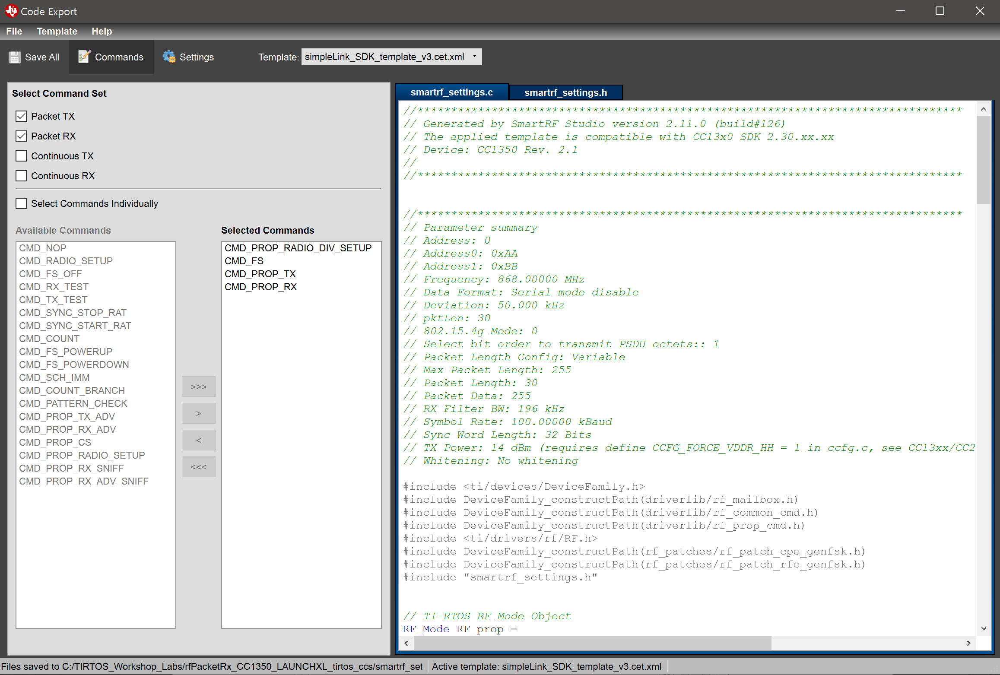 Code Export
File Template Help
Save All Commands Settings Template: simpleLink_SDK_template_v3.cet.xml
Select Command Set
Packet TX
Packet RX
Continuous TX
Continuous RX
Select Commands Individually
Available Commands
CMD_NOP
CMD_RADIO_SETUP
CMD_FS_OFF
CMD_RX_TEST
CMD_TX_TEST
CMD_SYNC_STOP_RAT
CMD_SYNC_START_RAT
CMD_COUNT
CMD_FS_POWERUP
CMD_FS_POWERDOWN
CMD_SCH_IMM
CMD_COUNT_BRANCH
CMD_PATTERN_CHECK
CMD_PROP_TX_ADV
CMD_PROP_RX_ADV
CMD_PROP_CS
CMD_PROP_RADIO_SETUP
CMD_PROP_RX_SNIFF
CMD_PROP_RX_ADV_SNIFF
>>>
>
<
<<<
Selected Commands
CMD_PROP_RADIO_DIV_SETUP
CMD_FS
CMD_PROP_TX
CMD_PROP_RX
smartrf_settings.c smartrf_settings.h
//*********************************************************************************
// Generated by SmartRF Studio version 2.11.0 (build#126)
// The applied template is compatible with CC13x0 SDK 2.30.xx.xx
// Device: CC1350 Rev. 2.1
//
//*********************************************************************************
//*********************************************************************************
// Parameter summary
// Address: 0
// Address0: 0xAA
// Address1: 0xBB
// Frequency: 868.00000 MHz
// Data Format: Serial mode disable
// Deviation: 50.000 kHz
// pktLen: 30
// 802.15.4g Mode: 0
// Select bit order to transmit PSDU octets:: 1
// Packet Length Config: Variable
// Max Packet Length: 255
// Packet Length: 30
// Packet Data: 255
// RX Filter BW: 196 kHz
// Symbol Rate: 100.00000 kBaud
// Sync Word Length: 32 Bits
// TX Power: 14 dBm (requires define CCFG_FORCE_VDDR_HH = 1 in ccfg.c, see CC13xx/CC2
// Whitening: No whitening
#include <ti/devices/DeviceFamily.h>
#include DeviceFamily_constructPath(driverlib/rf_mailbox.h)
#include DeviceFamily_constructPath(driverlib/rf_common_cmd.h)
#include DeviceFamily_constructPath(driverlib/rf_prop_cmd.h)
#include <ti/drivers/rf/RF.h>
#include DeviceFamily_constructPath(rf_patches/rf_patch_cpe_genfsk.h)
#include DeviceFamily_constructPath(rf_patches/rf_patch_rfe_genfsk.h)
#include "smartrf_settings.h"
// TI-RTOS RF Mode Object
RF_Mode RF_prop =
Files saved to C:/TIRTOS_Workshop_Labs/rfPacketRx_CC1350_LAUNCHXL_tirtos_ccs/smartrf_set Active template: simpleLink_SDK_template_v3.cet.xml